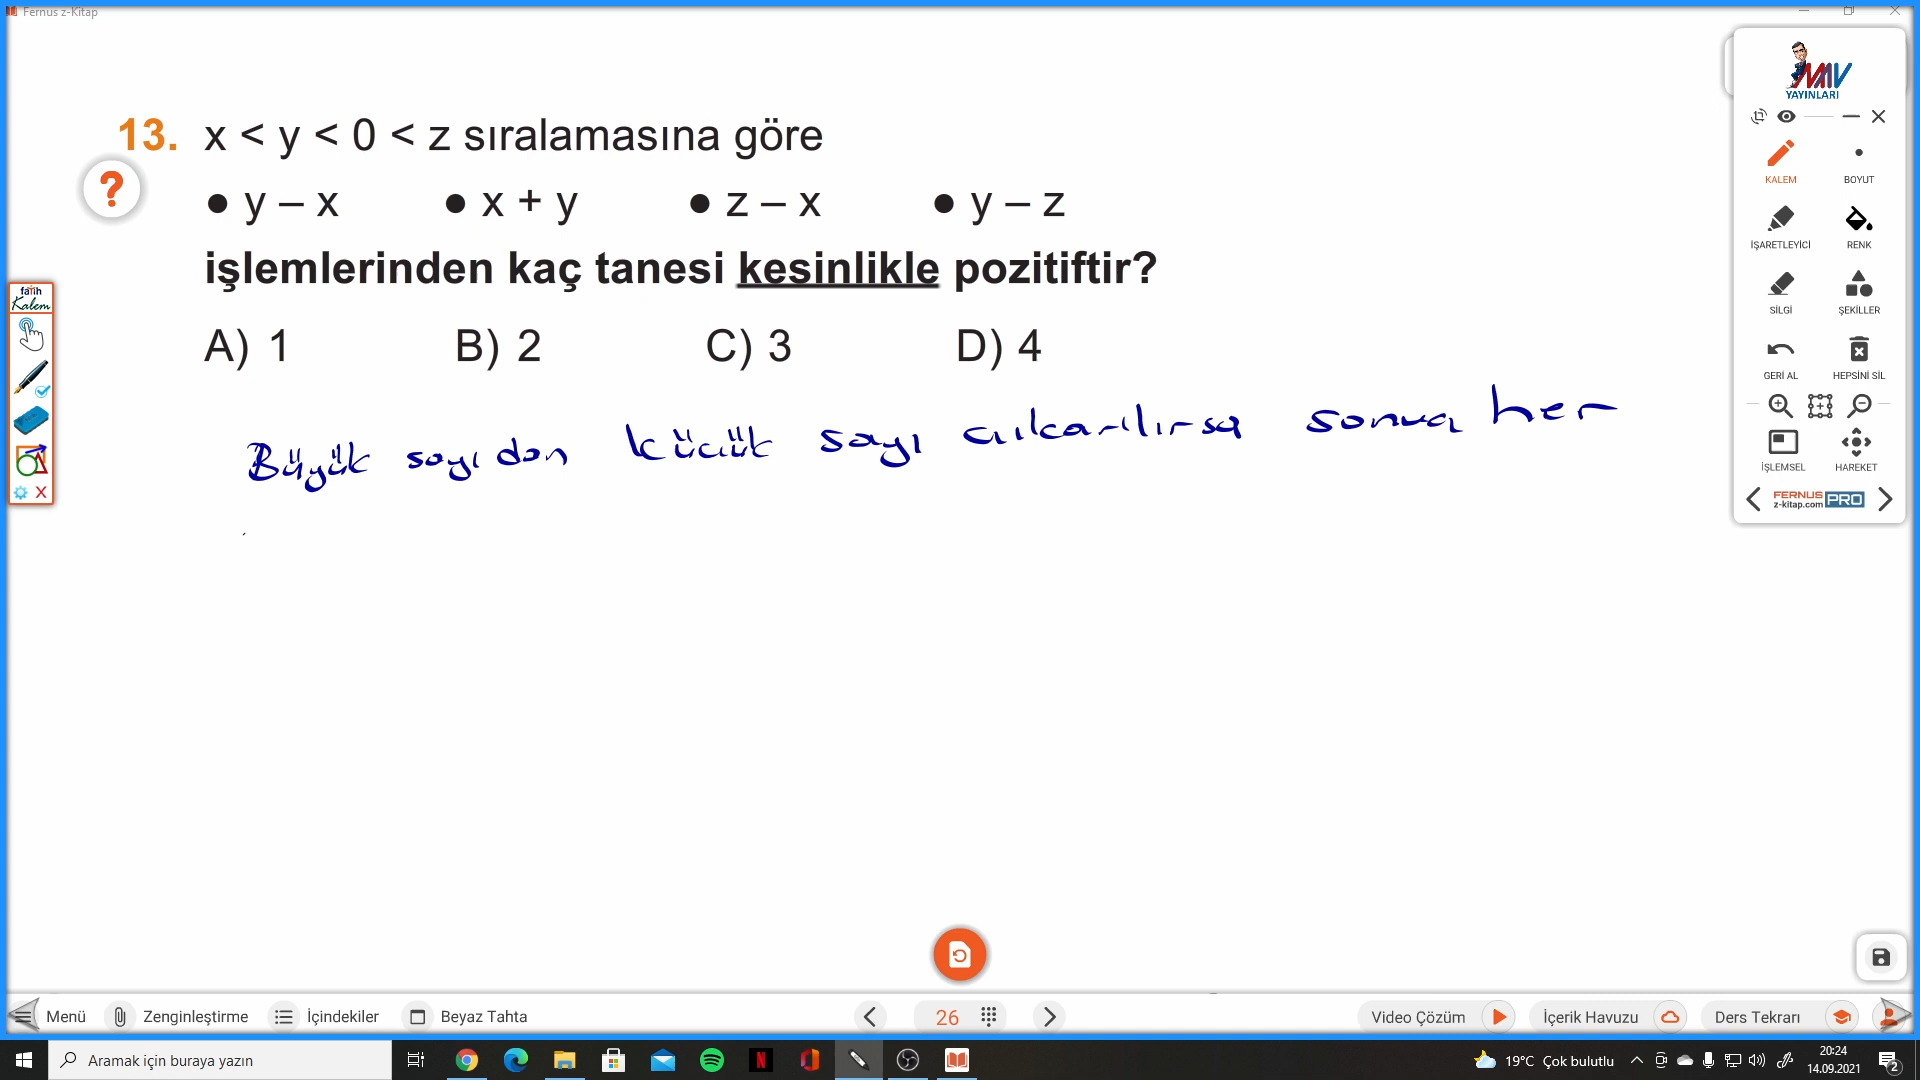 Fernus z-Kitap
MMV
YAYINLARI
13. x < y < 0 < z sıralamasına göre
● y – x ● x + y ● z – x ● y – z
işlemlerinden kaç tanesi kesinlikle pozitiftir?
A) 1 B) 2 C) 3 D) 4
Büyük sayıdan küçük sayı çıkarılırsa sonuç her
?
fatih
Kalem
X
KALEM BOYUT
İŞARETLEYİCİ RENK
SİLGİ ŞEKİLLER
GERİ AL HEPSİNİ SİL
İŞLEMSEL HAREKET
FERNUS
z-kitap.com PRO
Menü Zenginleştirme İçindekiler Beyaz Tahta 26 Video Çözüm İçerik Havuzu Ders Tekrarı
Aramak için buraya yazın N 19°C Çok bulutlu 20:24
14.09.2021 2